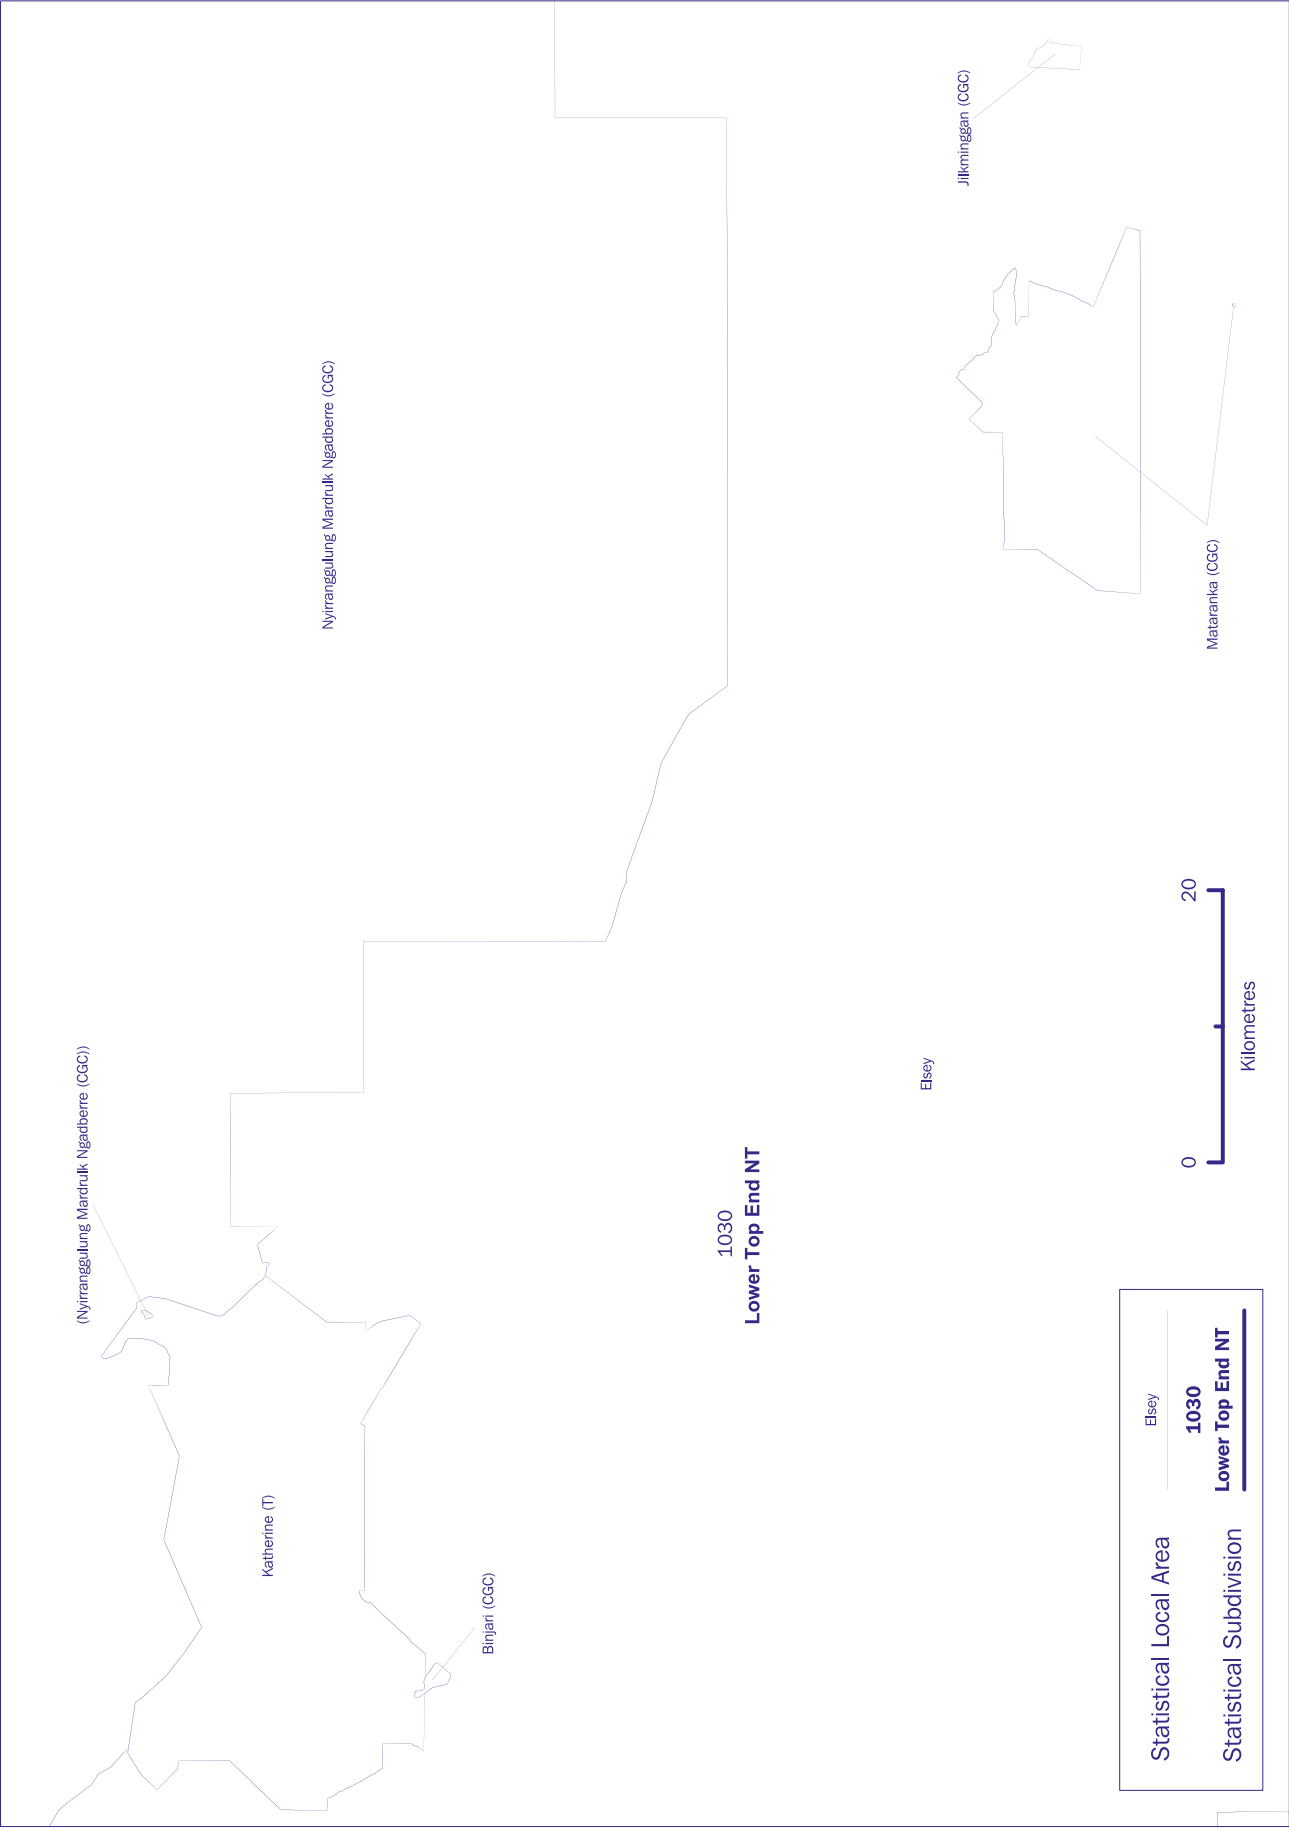 (Nyirranggulung Mardrulk Ngadberre (CGC))
Nyirranggulung Mardrulk Ngadberre (CGC)
Katherine (T)
Binjari (CGC)
1030
Lower Top End NT
Elsey
Jilkminggan (CGC)
Mataranka (CGC)
Statistical Local Area
Elsey
Statistical Subdivision
1030
Lower Top End NT
0
20
Kilometres